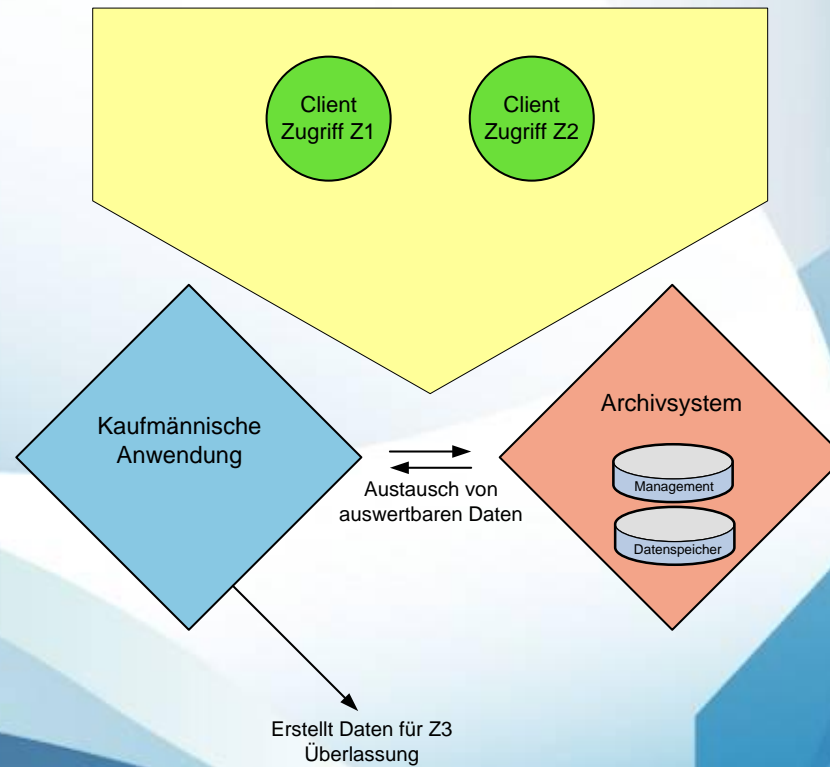 Client
Zugriff Z1
Client
Zugriff Z2
Kaufmännische
Anwendung
Archivsystem
Management
Datenspeicher
Austausch von
auswertbaren Daten
Erstellt Daten für Z3
Überlassung